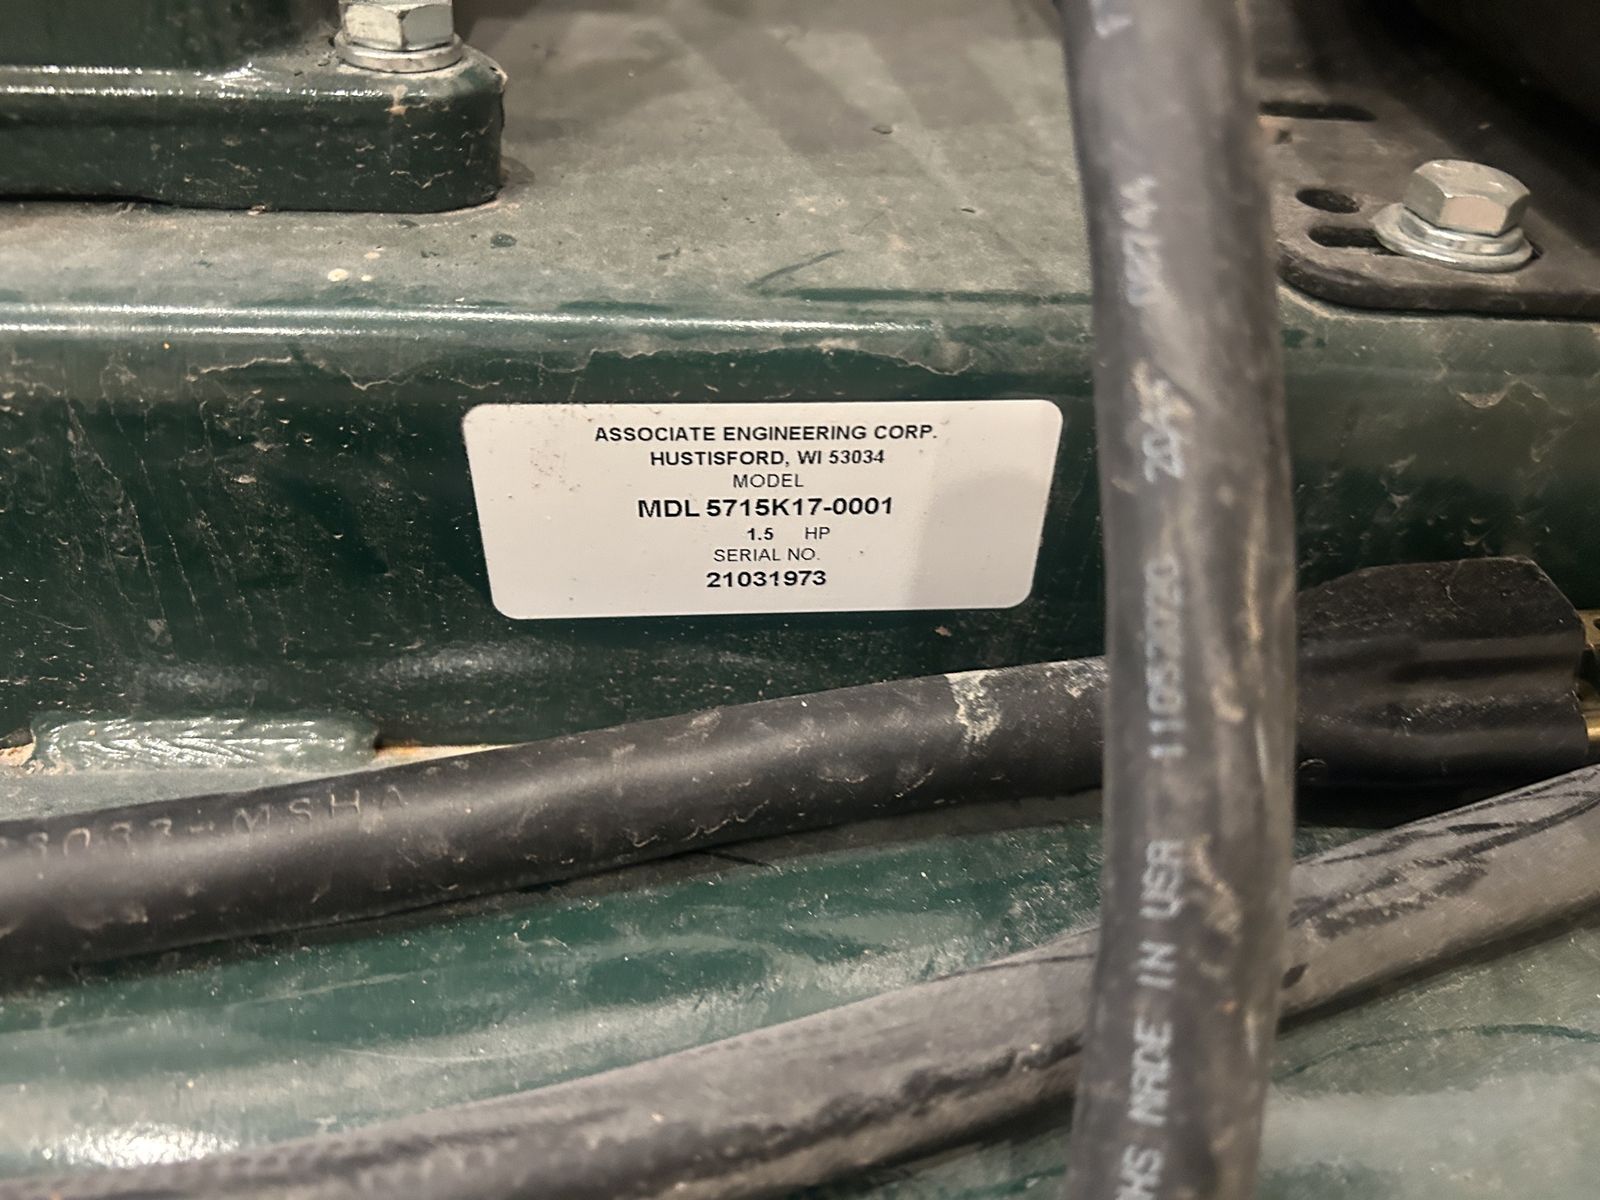 ASSOCIATE ENGINEERING CORP.
HUSTISFORD, WI 53034
MODEL
MDL 5715K17-0001
1.5 HP
SERIAL NO.
21031973
MSHA
MADE IN USA